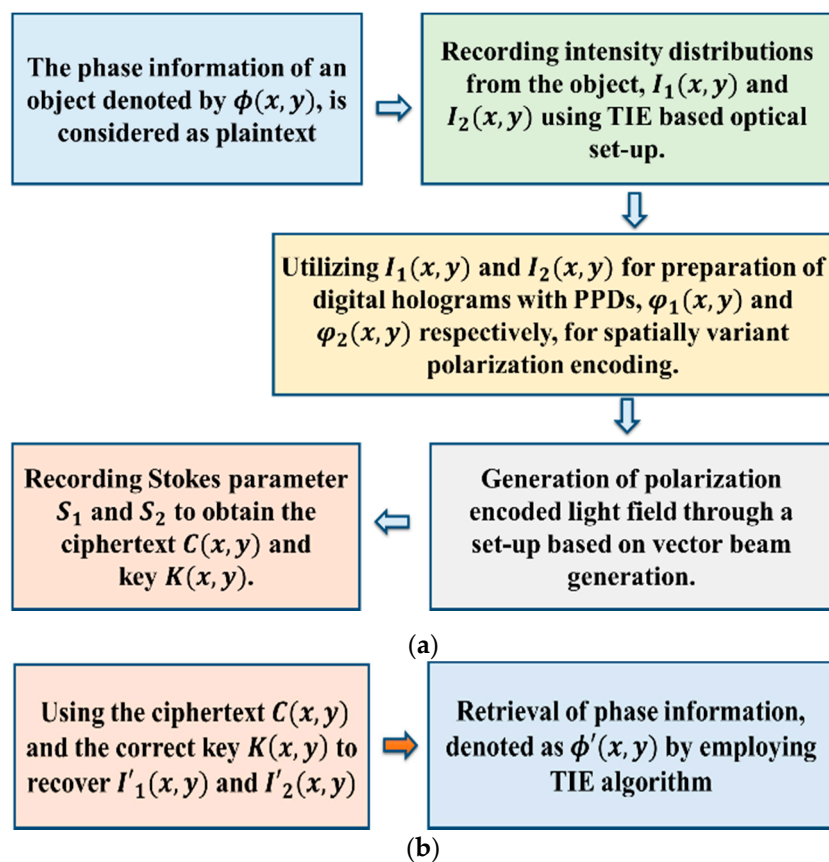 The phase information of an
object denoted by ϕ(x, y), is
considered as plaintext
Recording intensity distributions
from the object, I₁(x, y) and
I₂(x, y) using TIE based optical
set-up.
Utilizing I₁(x, y) and I₂(x, y) for preparation of
digital holograms with PPDs, φ₁(x, y) and
φ₂(x, y) respectively, for spatially variant
polarization encoding.
Generation of polarization
encoded light field through a
set-up based on vector beam
generation.
Recording Stokes parameter
S₁ and S₂ to obtain the
ciphertext C(x, y) and
key K(x, y).
(a)
Using the ciphertext C(x, y)
and the correct key K(x, y) to
recover I′₁(x, y) and I′₂(x, y)
Retrieval of phase information,
denoted as ϕ′(x, y) by employing
TIE algorithm
(b)